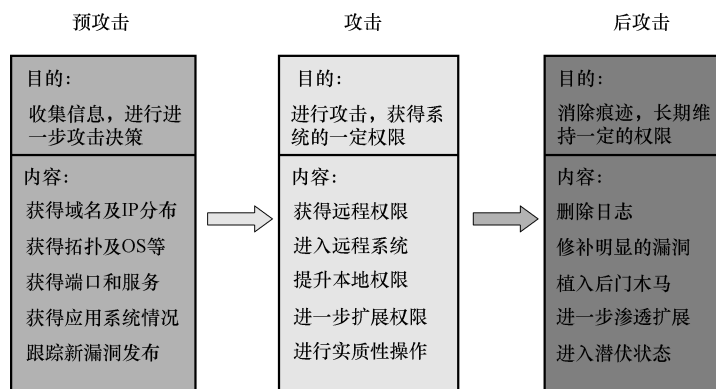 预攻击
目的：
收集信息，进行进
一步攻击决策
内容：
获得域名及IP分布
获得拓扑及OS等
获得端口和服务
获得应用系统情况
跟踪新漏洞发布
攻击
目的：
进行攻击，获得系
统的一定权限
内容：
获得远程权限
进入远程系统
提升本地权限
进一步扩展权限
进行实质性操作
后攻击
目的：
消除痕迹，长期维
持一定的权限
内容：
删除日志
修补明显的漏洞
植入后门木马
进一步渗透扩展
进入潜伏状态